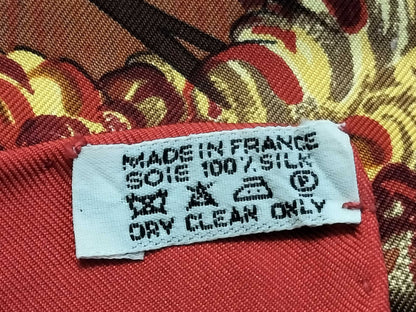 MADE IN FRANCE
SOIE 100% SILK
P
DRY CLEAN ONLY